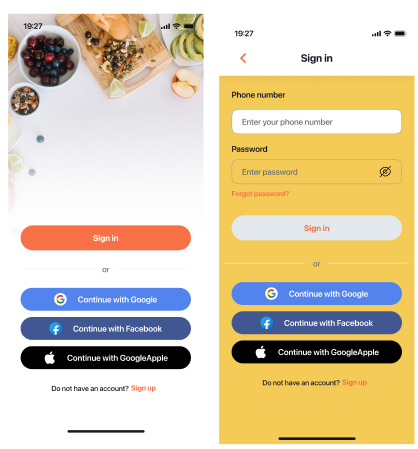 19:27
Sign in
or
Continue with Google
Continue with Facebook
Continue with GoogleApple
Do not have an account? Sign up
19:27
Sign in
Phone number
Enter your phone number
Password
Enter password
Forgot password?
Sign in
or
Continue with Google
Continue with Facebook
Continue with GoogleApple
Do not have an account? Sign up